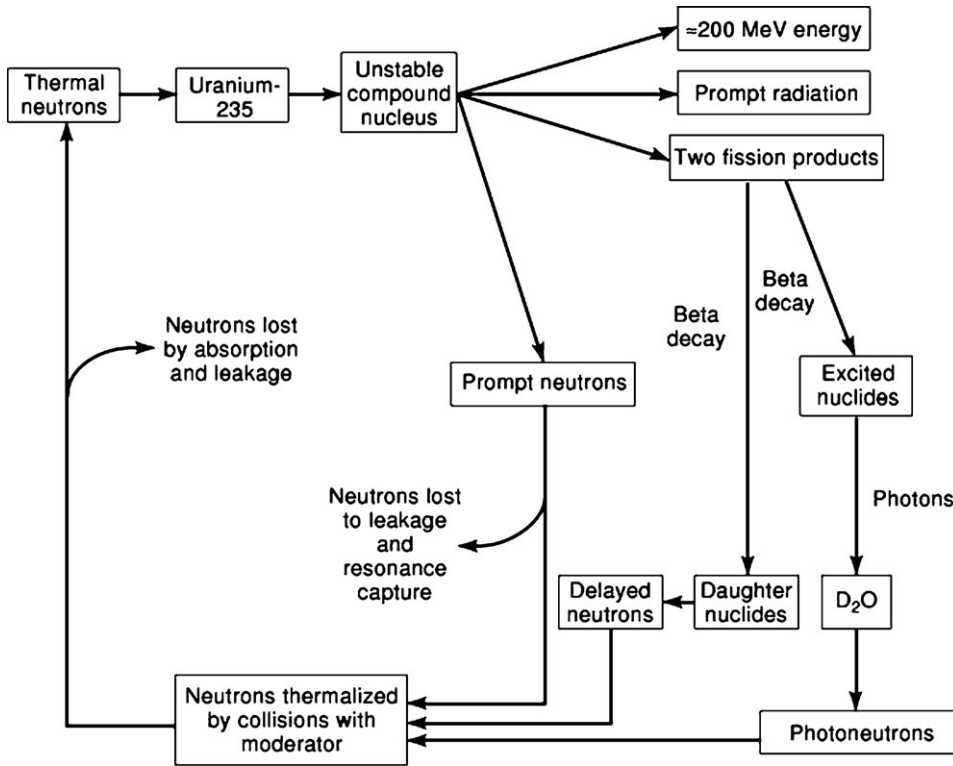 Thermal
neutrons
Uranium-
235
Unstable
compound
nucleus
≈200 MeV energy
Prompt radiation
Two fission products
Beta
decay
Beta
decay
Neutrons lost
by absorption
and leakage
Prompt neutrons
Excited
nuclides
Neutrons lost
to leakage
and
resonance
capture
Photons
Delayed
neutrons
Daughter
nuclides
D₂O
Neutrons thermalized
by collisions with
moderator
Photoneutrons